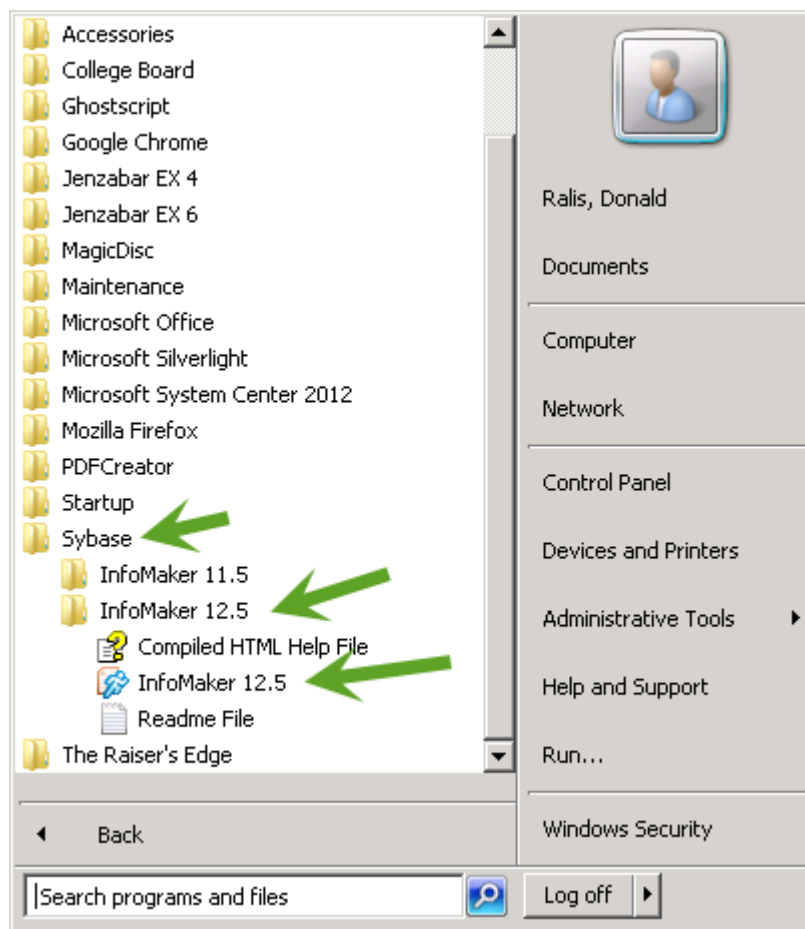 Accessories
College Board
Ghostscript
Google Chrome
Jenzabar EX 4
Jenzabar EX 6
MagicDisc
Maintenance
Microsoft Office
Microsoft Silverlight
Microsoft System Center 2012
Mozilla Firefox
PDFCreator
Startup
Sybase
InfoMaker 11.5
InfoMaker 12.5
Compiled HTML Help File
InfoMaker 12.5
Readme File
The Raiser's Edge
Back
Search programs and files
Ralis, Donald
Documents
Computer
Network
Control Panel
Devices and Printers
Administrative Tools
Help and Support
Run...
Windows Security
Log off